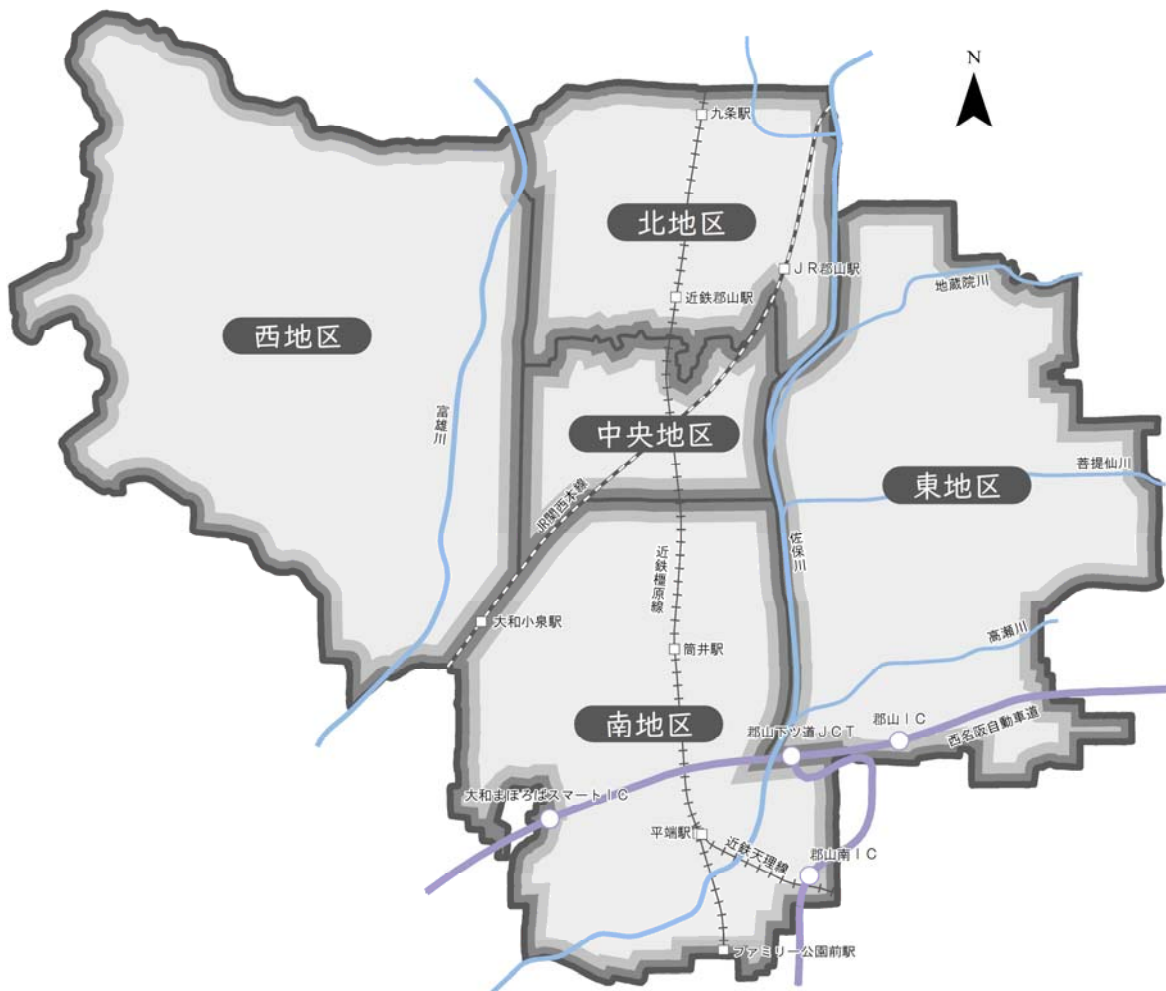 N
九条駅
北地区
JR郡山駅
地蔵院川
近鉄郡山駅
西地区
富雄川
中央地区
菩提仙川
東地区
JR関西本線
佐保川
近鉄橿原線
大和小泉駅
高瀬川
筒井駅
南地区
郡山下ツ道JCT
郡山IC
西名阪自動車道
大和まほろばスマートIC
平端駅
近鉄天理線
郡山南IC
ファミリー公園前駅